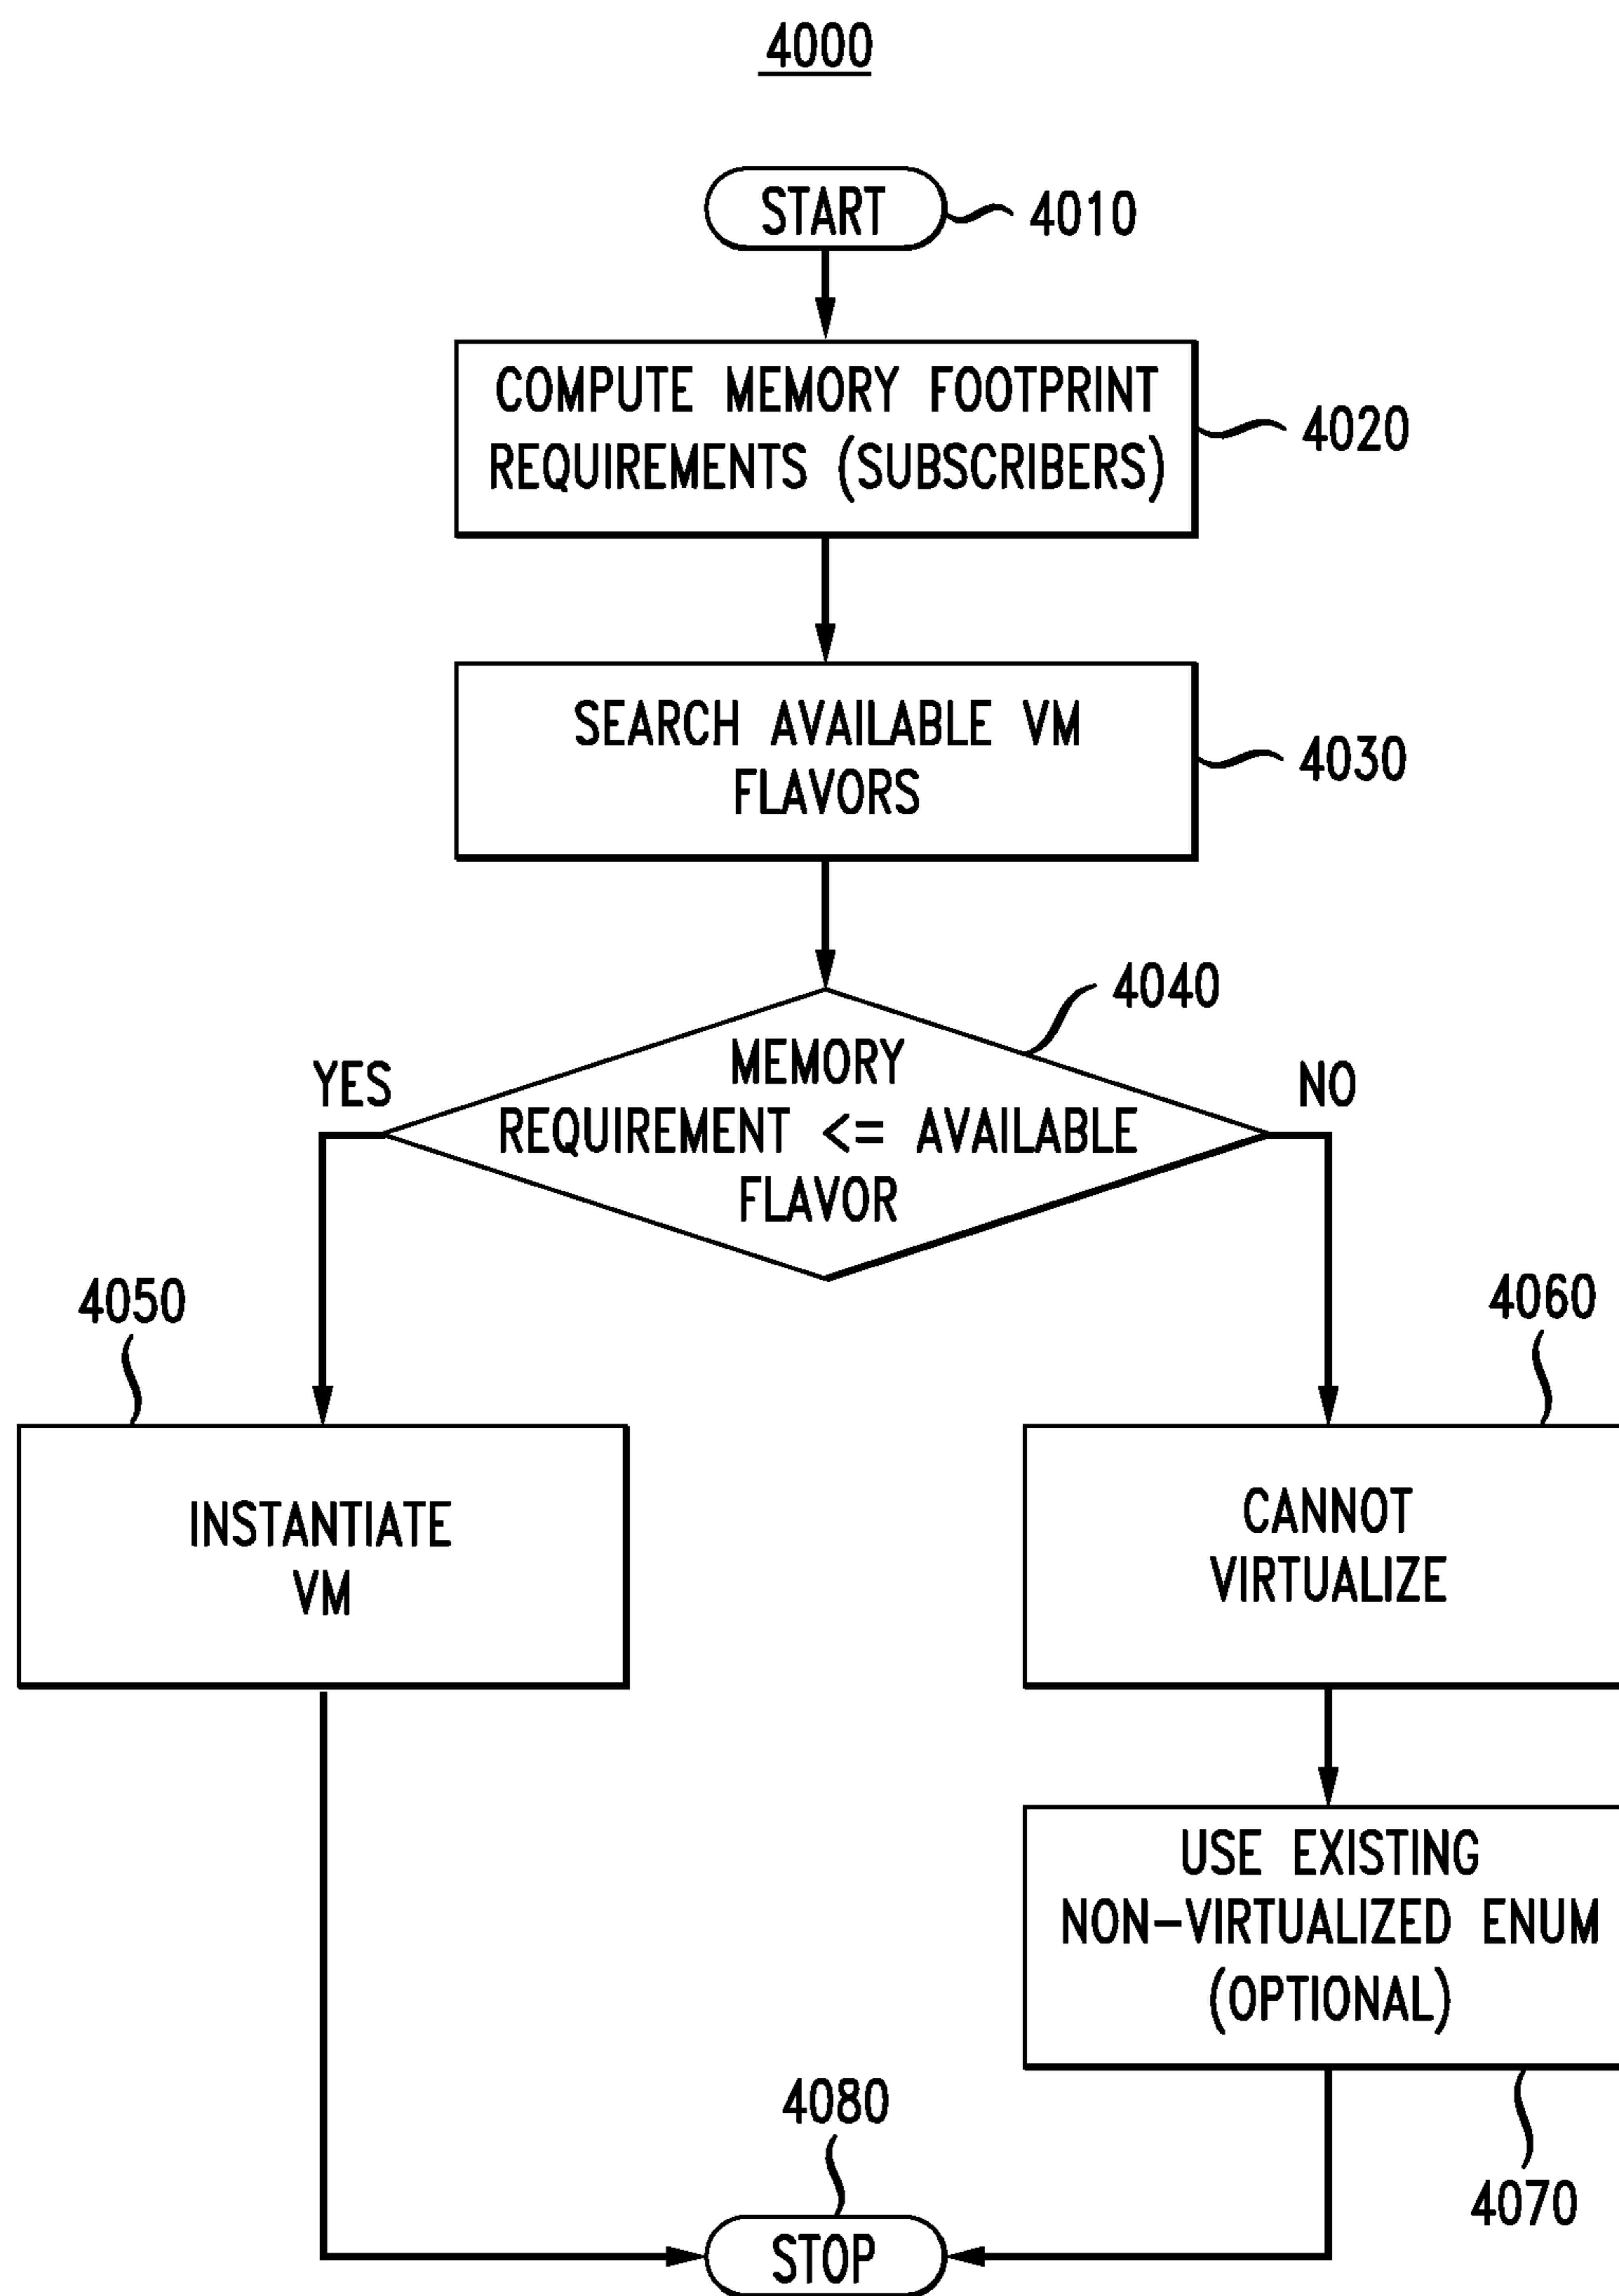 4000
START
4010
COMPUTE MEMORY FOOTPRINT
REQUIREMENTS (SUBSCRIBERS)
4020
SEARCH AVAILABLE VM
FLAVORS
4030
4040
MEMORY
REQUIREMENT <= AVAILABLE
FLAVOR
YES
NO
4050
4060
INSTANTIATE
VM
CANNOT
VIRTUALIZE
USE EXISTING
NON-VIRTUALIZED ENUM
(OPTIONAL)
4070
4080
STOP